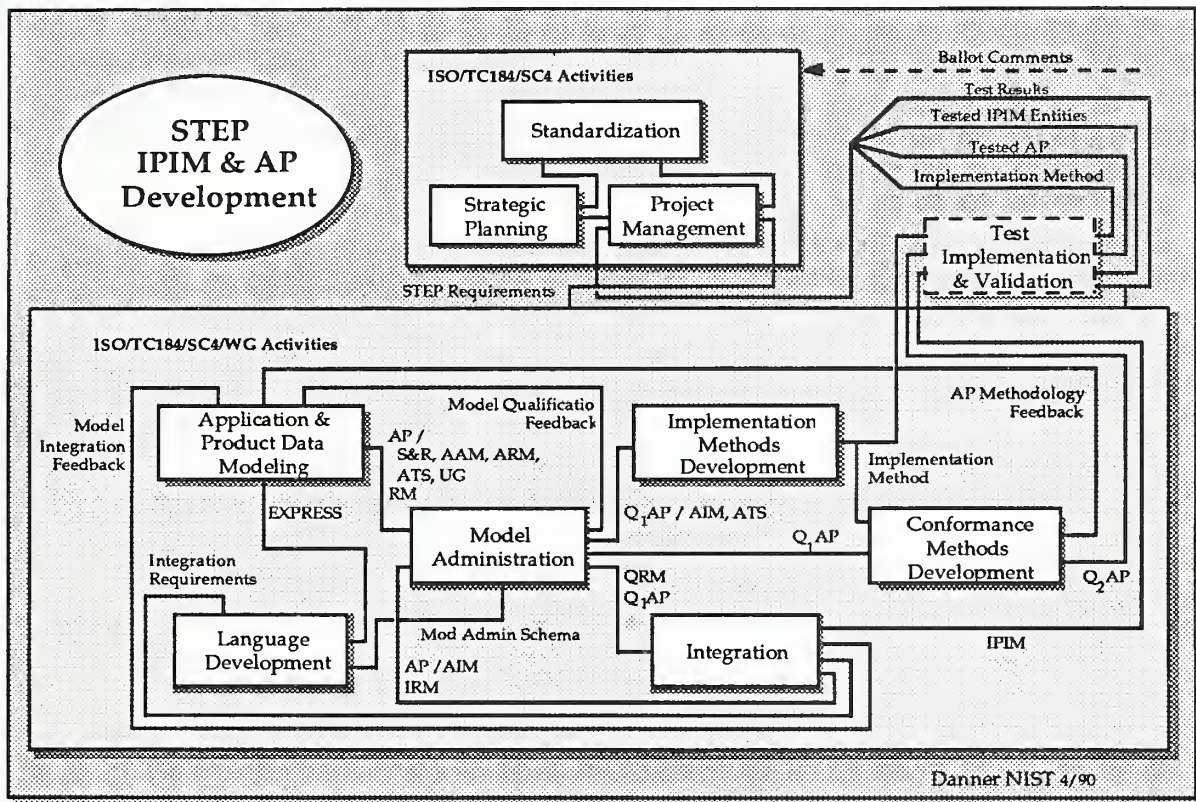 STEP
IPIM & AP
Development
ISO/TC184/SC4 Activities
Standardization
Strategic
Planning
Project
Management
Ballot Comments
Test Results
Tested IPIM Entities
Tested AP
Implementation Method
Test
Implementation
& Validation
STEP Requirements
ISO/TC184/SC4/WG Activities
Model
Integration
Feedback
Application &
Product Data
Modeling
AP /
S&R, AAM, ARM,
ATS, UG
RM
Model Qualificatio
Feedback
Implementation
Methods
Development
AP Methodology
Feedback
Implementation
Method
EXPRESS
Model
Administration
Q1AP / AIM, ATS
Q1AP
Conformance
Methods
Development
Q2AP
Integration
Requirements
QRM
Q1AP
Language
Development
Mod Admin Schema
AP / AIM
IRM
Integration
IPIM
Danner NIST 4/90